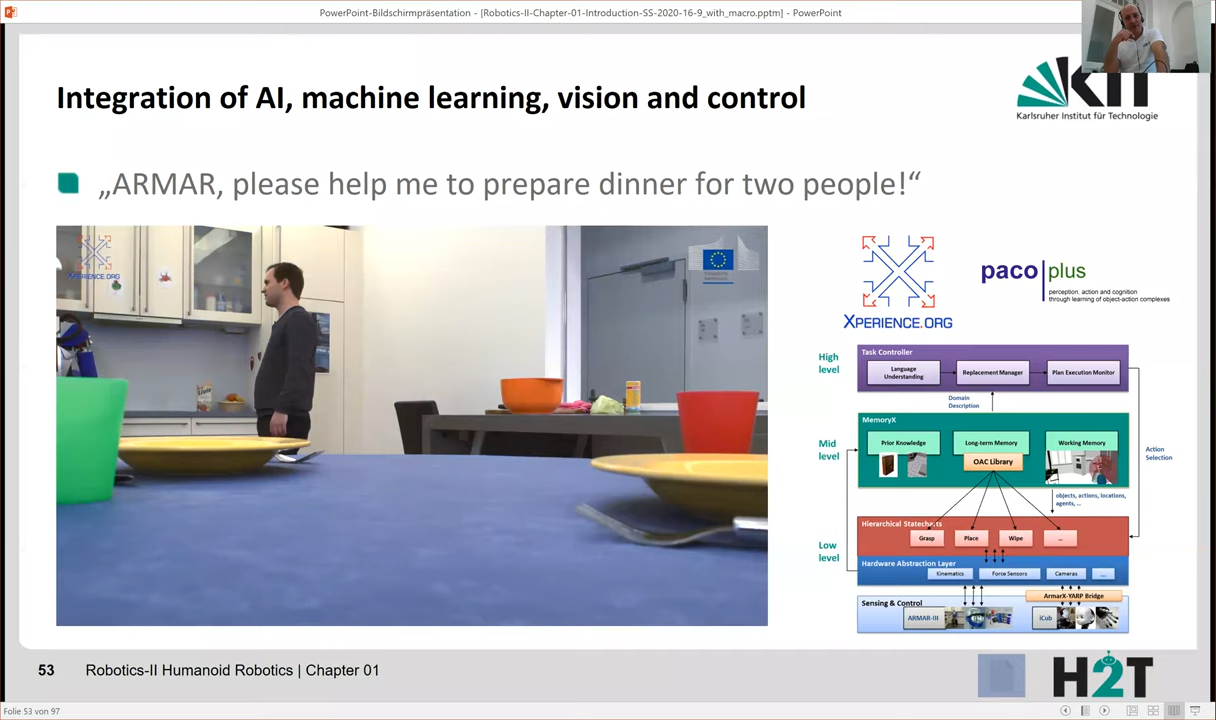 PowerPoint-Bildschirmpräsentation - [Robotics-II-Chapter-01-Introduction-SS-2020-16-9_with_macro.pptm] - PowerPoint
Integration of AI, machine learning, vision and control
KIT
Karlsruher Institut für Technologie
„ARMAR, please help me to prepare dinner for two people!“
XPERIENCE.ORG
XPERIENCE.ORG
paco plus
perception, action and cognition
through learning of object-action complexes
High
level
Task Controller
Language
Understanding
Replacement Manager
Plan Execution Monitor
Domain
Description
Mid
level
MemoryX
Prior Knowledge
Long-term Memory
Working Memory
OAC Library
Action
Selection
objects, actions, locations,
agents, ...
Low
level
Hierarchical Statecharts
Grasp
Place
Wipe
...
Hardware Abstraction Layer
Kinematics
Force Sensors
Cameras
...
ArmarX-YARP Bridge
Sensing & Control
ARMAR-III
iCub
53 Robotics-II Humanoid Robotics | Chapter 01
H2T
Folie 53 von 97